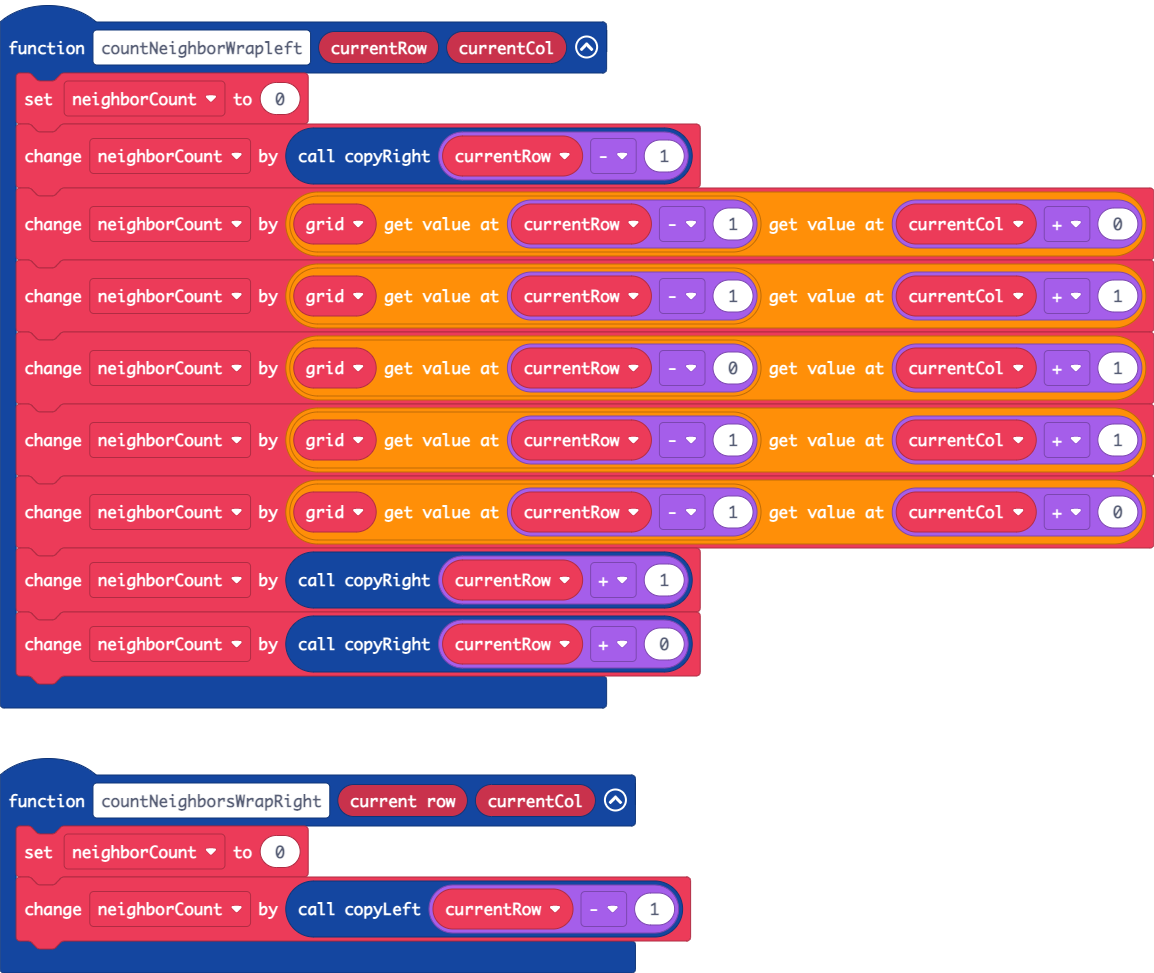 function countNeighborWrapleft currentRow currentCol
set neighborCount to 0
change neighborCount by call copyRight currentRow - 1
change neighborCount by grid get value at currentRow - 1 get value at currentCol + 0
change neighborCount by grid get value at currentRow - 1 get value at currentCol + 1
change neighborCount by grid get value at currentRow - 0 get value at currentCol + 1
change neighborCount by grid get value at currentRow - 1 get value at currentCol + 1
change neighborCount by grid get value at currentRow - 1 get value at currentCol + 0
change neighborCount by call copyRight currentRow + 1
change neighborCount by call copyRight currentRow + 0
function countNeighborsWrapRight current row currentCol
set neighborCount to 0
change neighborCount by call copyLeft currentRow - 1